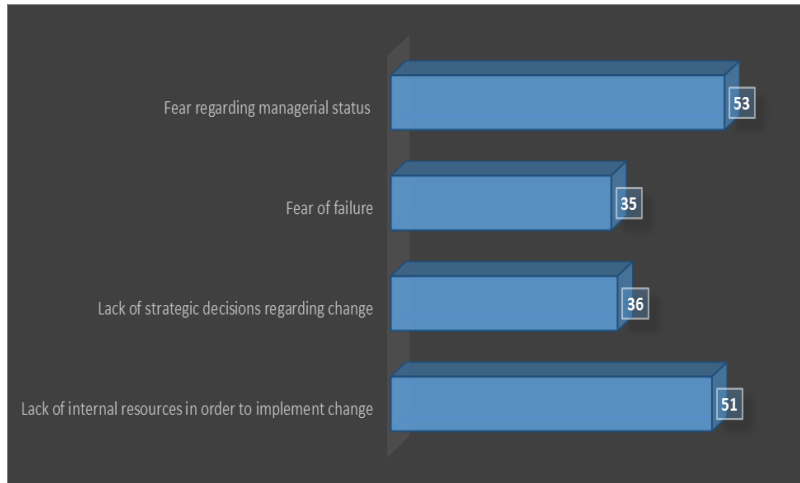 Fear regarding managerial status
53
Fear of failure
35
Lack of strategic decisions regarding change
36
Lack of internal resources in order to implement change
51